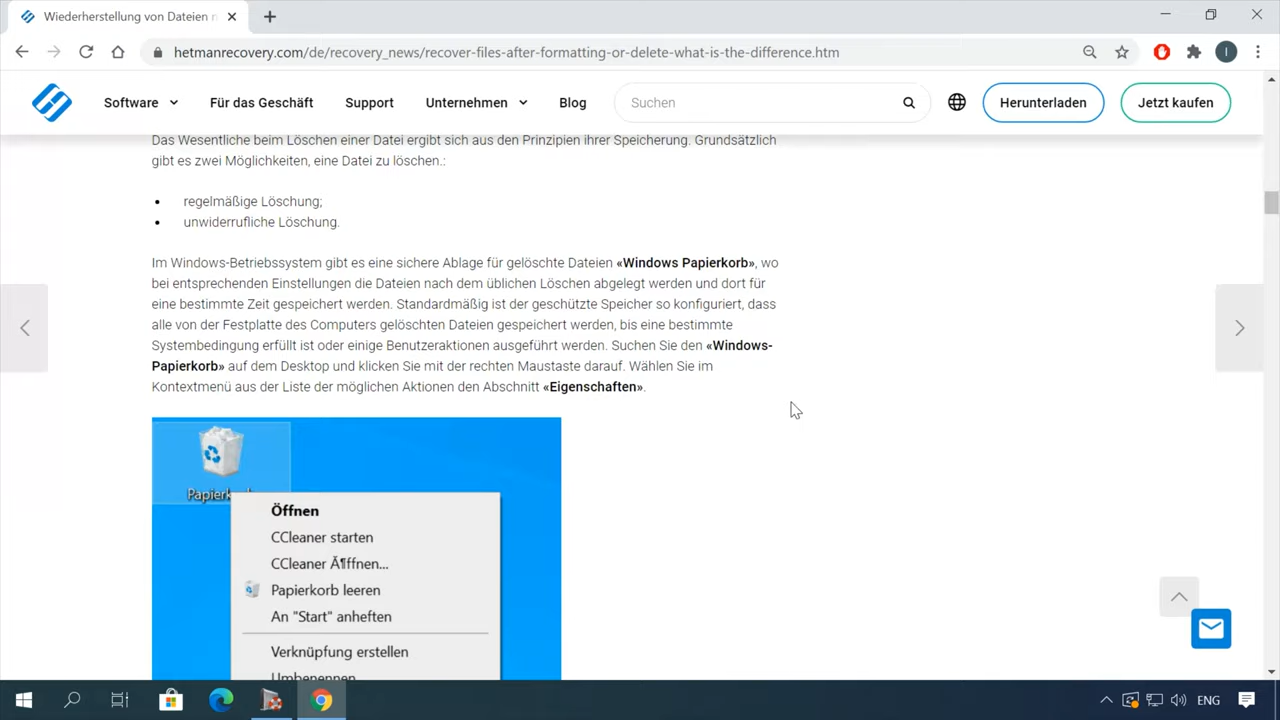 Wiederherstellung von Dateien
hetmanrecovery.com/de/recovery_news/recover-files-after-formatting-or-delete-what-is-the-difference.htm
I
Software
Für das Geschäft
Support
Unternehmen
Blog
Suchen
Herunterladen
Jetzt kaufen
Das Wesentliche beim Löschen einer Datei ergibt sich aus den Prinzipien ihrer Speicherung. Grundsätzlich
gibt es zwei Möglichkeiten, eine Datei zu löschen.:
regelmäßige Löschung;
unwiderrufliche Löschung.
Im Windows-Betriebssystem gibt es eine sichere Ablage für gelöschte Dateien «Windows Papierkorb», wo
bei entsprechenden Einstellungen die Dateien nach dem üblichen Löschen abgelegt werden und dort für
eine bestimmte Zeit gespeichert werden. Standardmäßig ist der geschützte Speicher so konfiguriert, dass
alle von der Festplatte des Computers gelöschten Dateien gespeichert werden, bis eine bestimmte
Systembedingung erfüllt ist oder einige Benutzeraktionen ausgeführt werden. Suchen Sie den «Windows-
Papierkorb» auf dem Desktop und klicken Sie mit der rechten Maustaste darauf. Wählen Sie im
Kontextmenü aus der Liste der möglichen Aktionen den Abschnitt «Eigenschaften».
Papierk
Öffnen
CCleaner starten
CCleaner Ă¶ffnen...
Papierkorb leeren
An "Start" anheften
Verknüpfung erstellen
Umbenennen
ENG